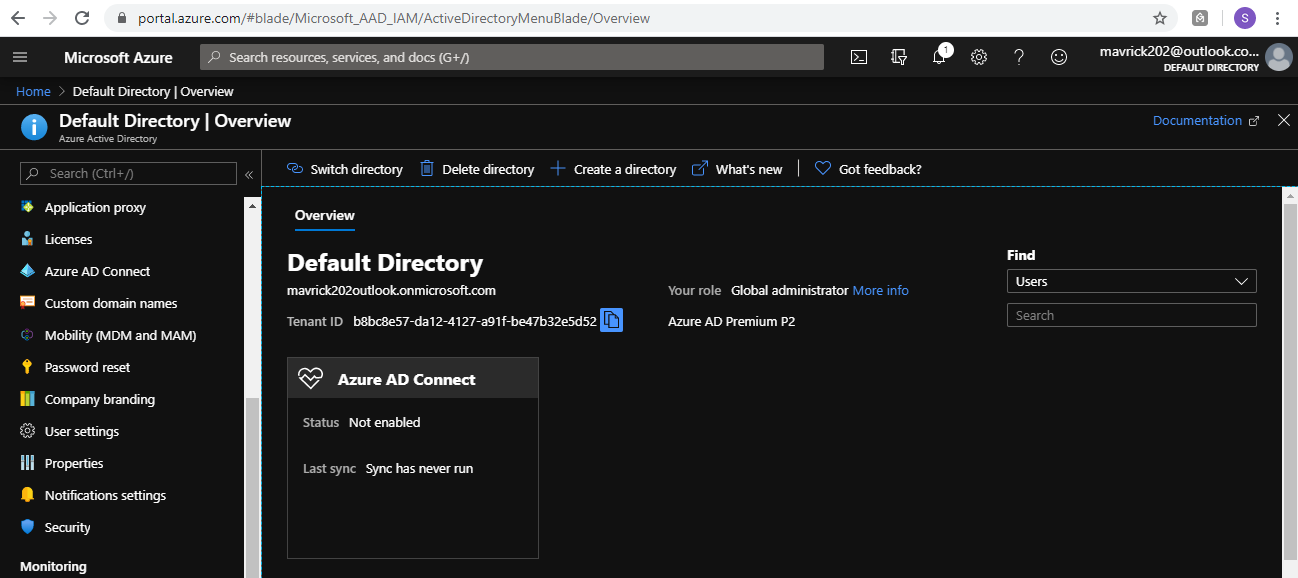 portal.azure.com/#blade/Microsoft_AAD_IAM/ActiveDirectoryMenuBlade/Overview
S
Microsoft Azure
Search resources, services, and docs (G+/)
1
mavrick202@outlook.co...
DEFAULT DIRECTORY
Home > Default Directory | Overview
Default Directory | Overview
Azure Active Directory
Documentation
Search (Ctrl+/)
«
Switch directory
Delete directory
Create a directory
What's new
Got feedback?
Application proxy
Licenses
Azure AD Connect
Custom domain names
Mobility (MDM and MAM)
Password reset
Company branding
User settings
Properties
Notifications settings
Security
Monitoring
Overview
Default Directory
mavrick202outlook.onmicrosoft.com
Tenant ID b8bc8e57-da12-4127-a91f-be47b32e5d52
Your role Global administrator More info
Azure AD Premium P2
Find
Users
Search
Azure AD Connect
Status Not enabled
Last sync Sync has never run